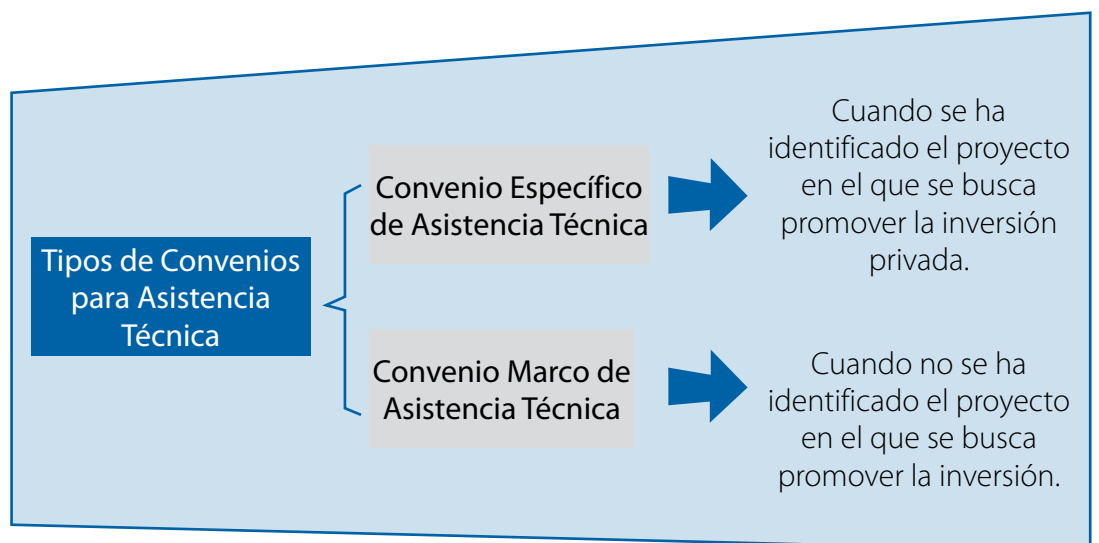 Tipos de Convenios
para Asistencia
Técnica
Convenio Específico
de Asistencia Técnica
Cuando se ha
identificado el proyecto
en el que se busca
promover la inversión
privada.
Convenio Marco de
Asistencia Técnica
Cuando no se ha
identificado el proyecto
en el que se busca
promover la inversión.